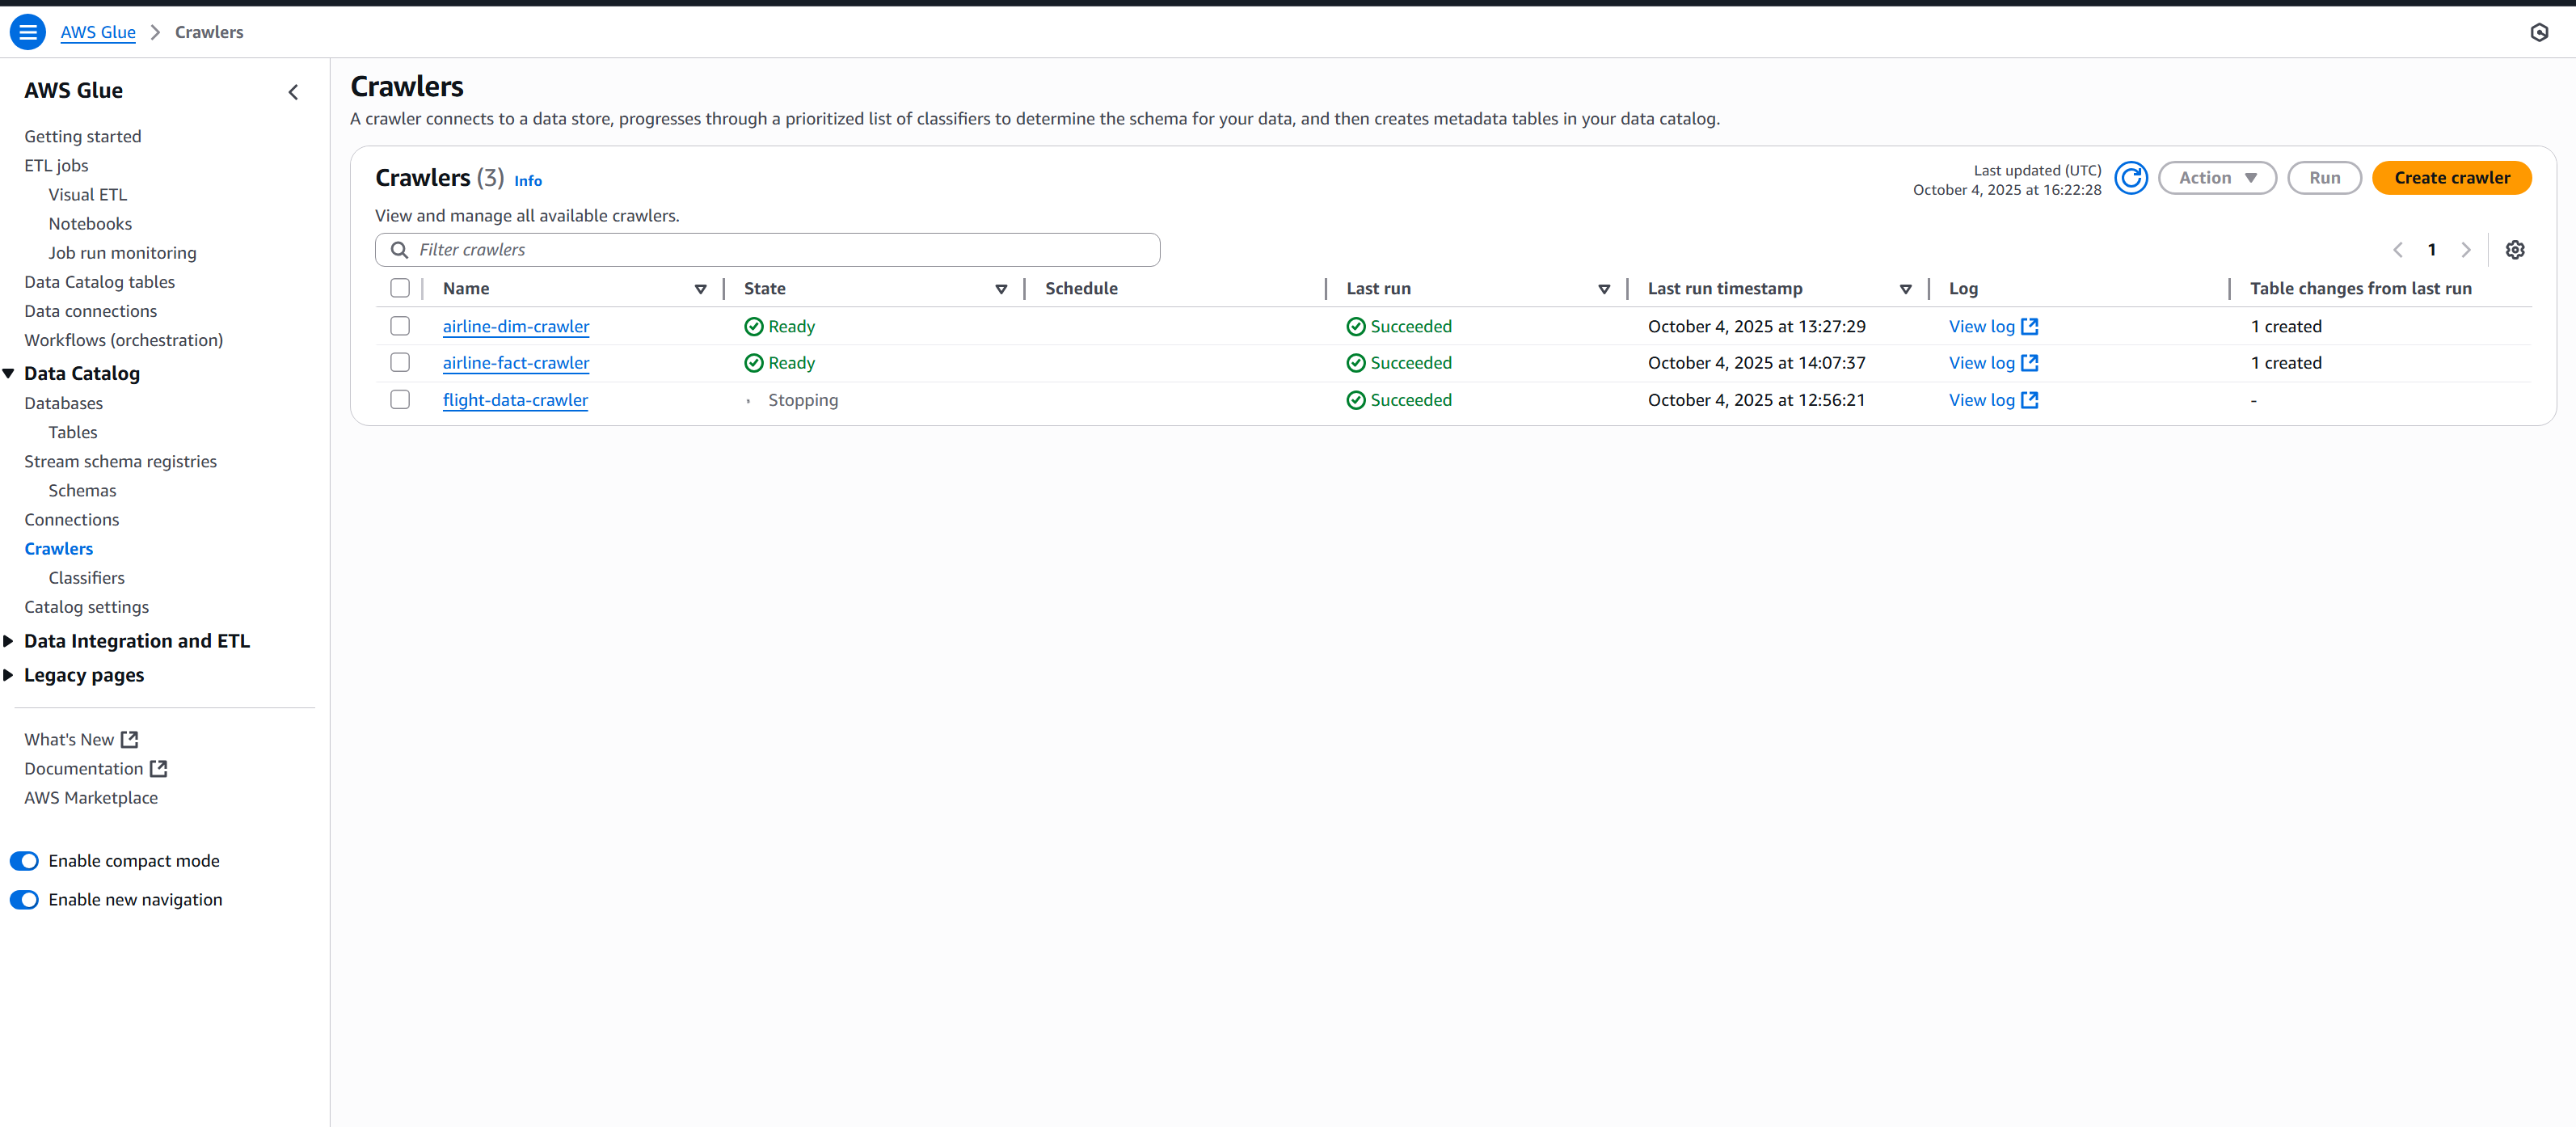 AWS Glue > Crawlers
AWS Glue
Getting started
ETL jobs
Visual ETL
Notebooks
Job run monitoring
Data Catalog tables
Data connections
Workflows (orchestration)
Data Catalog
Databases
Tables
Stream schema registries
Schemas
Connections
Crawlers
Classifiers
Catalog settings
Data Integration and ETL
Legacy pages
What's New
Documentation
AWS Marketplace
Enable compact mode
Enable new navigation
Crawlers
A crawler connects to a data store, progresses through a prioritized list of classifiers to determine the schema for your data, and then creates metadata tables in your data catalog.
Crawlers (3) Info
Last updated (UTC)
October 4, 2025 at 16:22:28
Action Run Create crawler
View and manage all available crawlers.
Filter crawlers
1
Name State Schedule Last run Last run timestamp Log Table changes from last run
airline-dim-crawler Ready Succeeded October 4, 2025 at 13:27:29 View log 1 created
airline-fact-crawler Ready Succeeded October 4, 2025 at 14:07:37 View log 1 created
flight-data-crawler Stopping Succeeded October 4, 2025 at 12:56:21 View log -